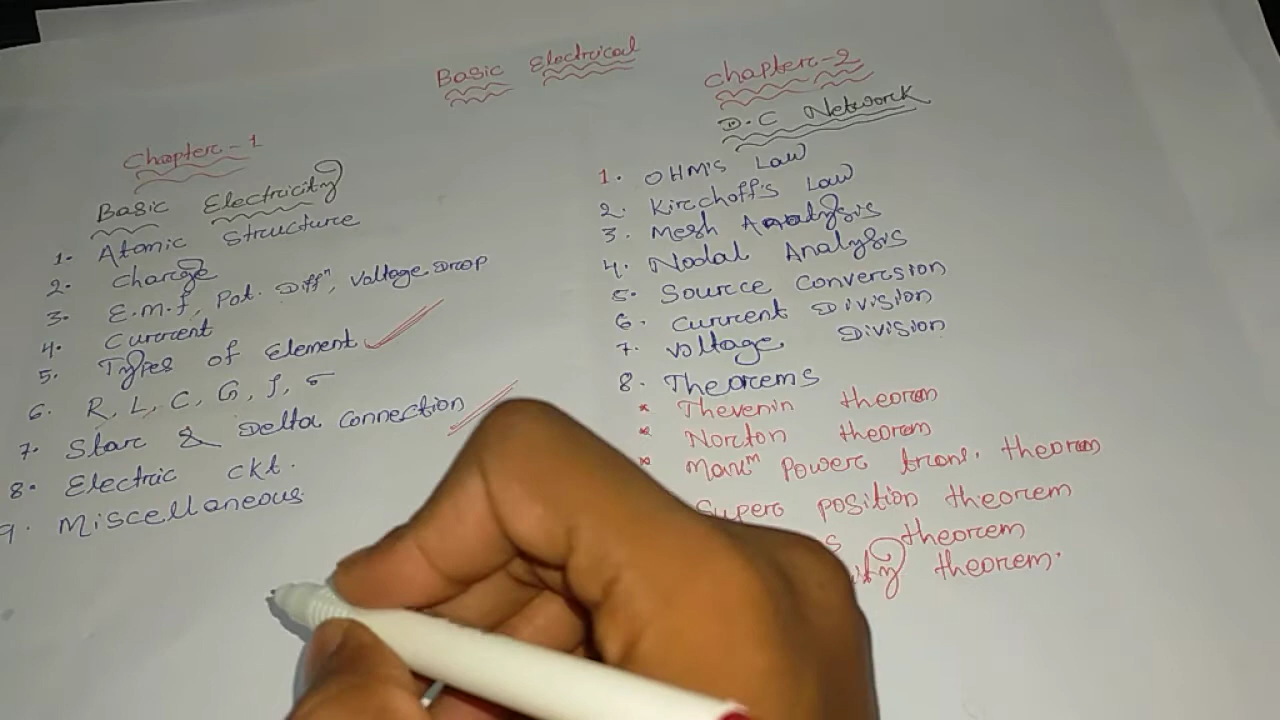 Basic Electrical
Chapter-1
Basic Electricity
1. Atomic Structure
2. Charge
3. E.m.f, Pot. Diffⁿ, Voltage Drop
4. Current
5. Types of Element
6. R, L, C, G, ρ, σ
7. Star & Delta Connection
8. Electric ckt.
9. Miscellaneous.
Chapter-2
D.C Network
1. OHM'S Law
2. Kirchoff's Law
3. Mesh Analysis
4. Nodal Analysis
5. Source Conversion
6. Current Division
7. Voltage Division
8. Theorems
* Thevenin theorem
* Norton theorem
* Maxiᵐ Power trans. theorem
Super position theorem
theorem
theorem.